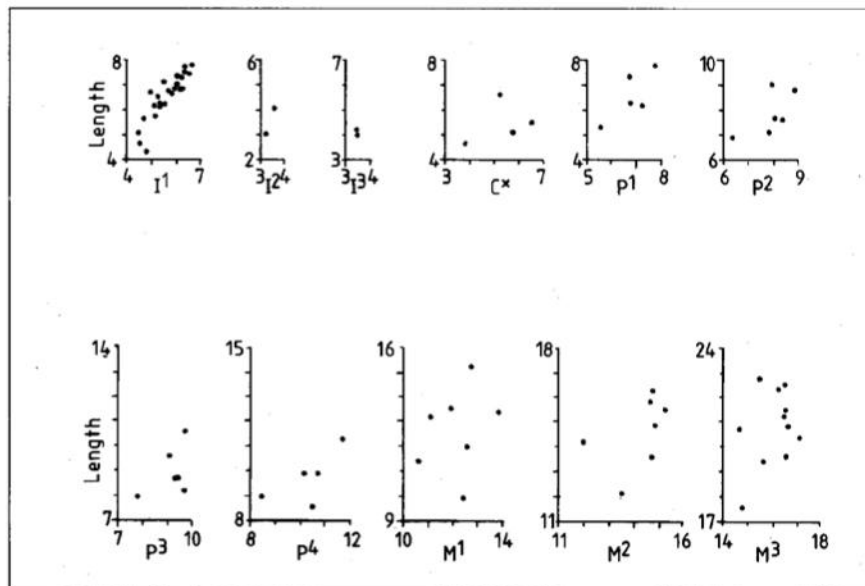 8 6 7 8 8 10
Length
4 2 3 4 4 6
4 7 3 4 3 4 3 7 5 8 6 9
I1 I2 I3 Cx P1 P2
14 15 16 18 24
Length
7 8 9 11 17
7 10 8 12 10 14 11 16 14 18
P3 P4 M1 M2 M3